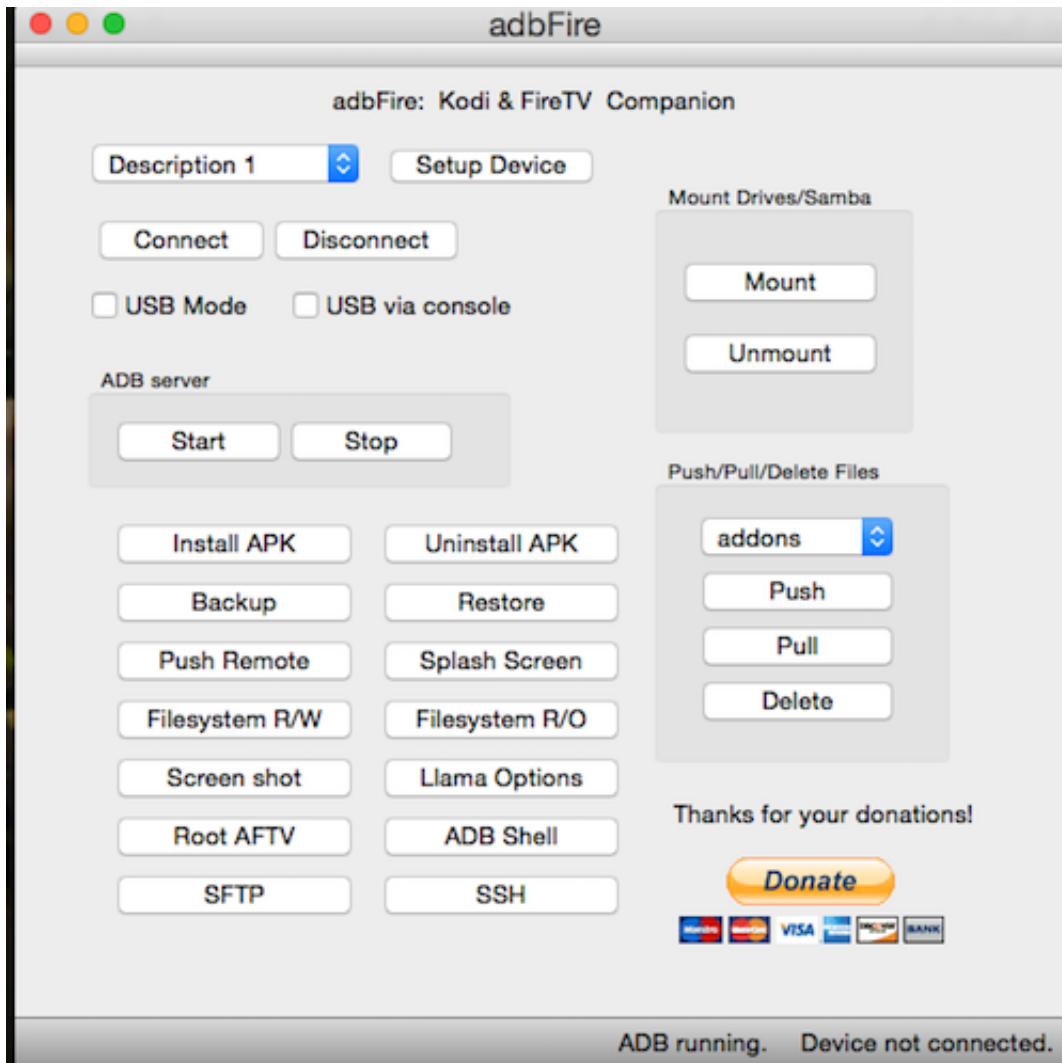 adbFire
adbFire: Kodi & FireTV Companion
Description 1
Setup Device
Connect
Disconnect
USB Mode
USB via console
ADB server
Start
Stop
Install APK
Uninstall APK
Backup
Restore
Push Remote
Splash Screen
Filesystem R/W
Filesystem R/O
Screen shot
Llama Options
Root AFTV
ADB Shell
SFTP
SSH
Mount Drives/Samba
Mount
Unmount
Push/Pull/Delete Files
addons
Push
Pull
Delete
Thanks for your donations!
Donate
VISA
BANK
ADB running.
Device not connected.